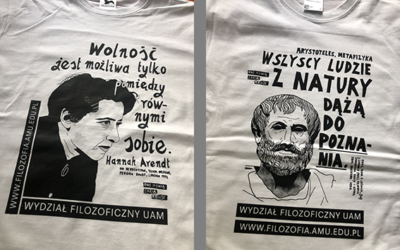 Wolność
jest możliwa tylko
pomiędzy
rów-
nymi
sobie.
Hannah Arendt
WWW.FILOZOFIA.AMU.EDU.PL
WYDZIAŁ FILOZOFICZNY UAM
ARYSTOTELES, METAFIZYKA
WSZYSCY LUDZIE
Z NATURY
DĄŻĄ
DO
POZNA-
NIA.
WYDZIAŁ FILOZOFICZNY UAM
WWW.FILOZOFIA.AMU.EDU.PL